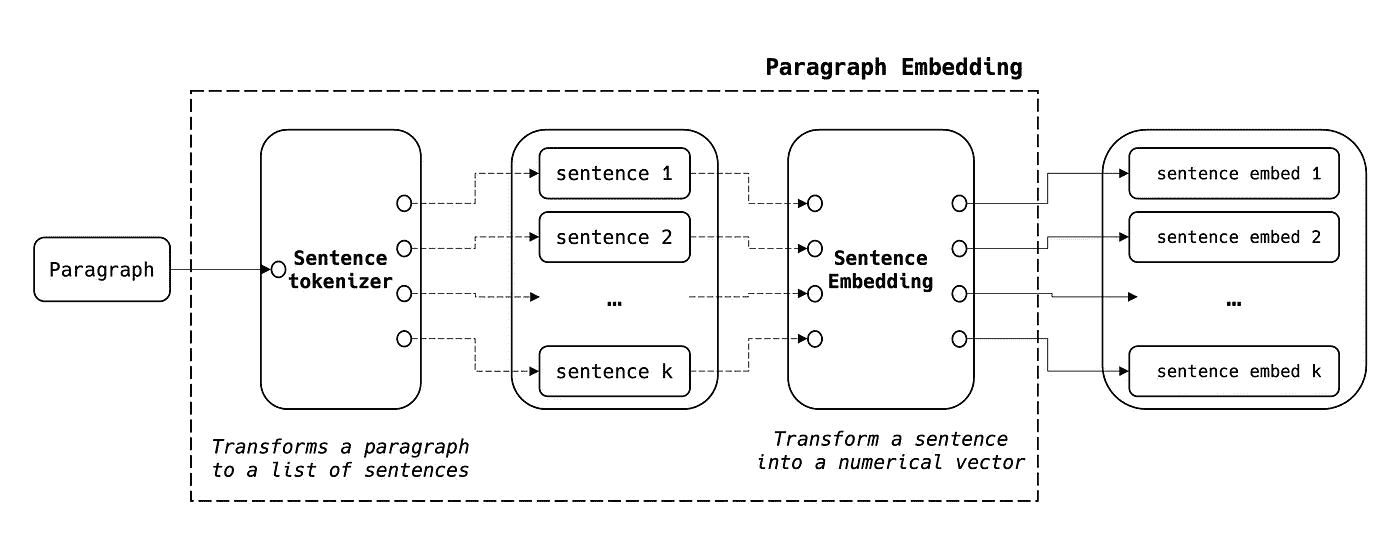 Paragraph Embedding
Paragraph
Sentence
tokenizer
sentence 1
sentence 2
…
sentence k
Sentence
Embedding
sentence embed 1
sentence embed 2
…
sentence embed k
Transforms a paragraph
to a list of sentences
Transform a sentence
into a numerical vector